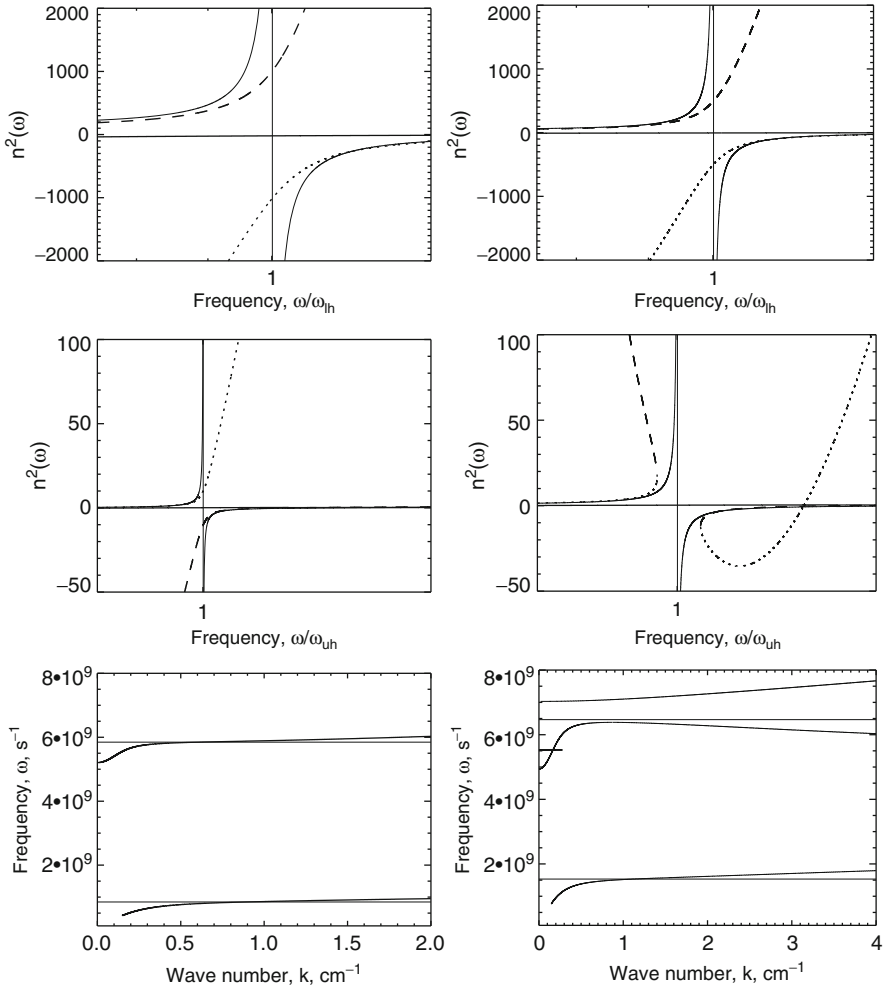 2000
1000
0
−1000
−2000
n²(ω)
1
Frequency, ω/ω_lh
2000
1000
0
−1000
−2000
n²(ω)
1
Frequency, ω/ω_lh
100
50
0
−50
n²(ω)
1
Frequency, ω/ω_uh
100
50
0
−50
n²(ω)
1
Frequency, ω/ω_uh
8•10⁹
6•10⁹
4•10⁹
2•10⁹
Frequency, ω, s⁻¹
0.0 0.5 1.0 1.5 2.0
Wave number, k, cm⁻¹
8•10⁹
6•10⁹
4•10⁹
2•10⁹
Frequency, ω, s⁻¹
0 1 2 3 4
Wave number, k, cm⁻¹